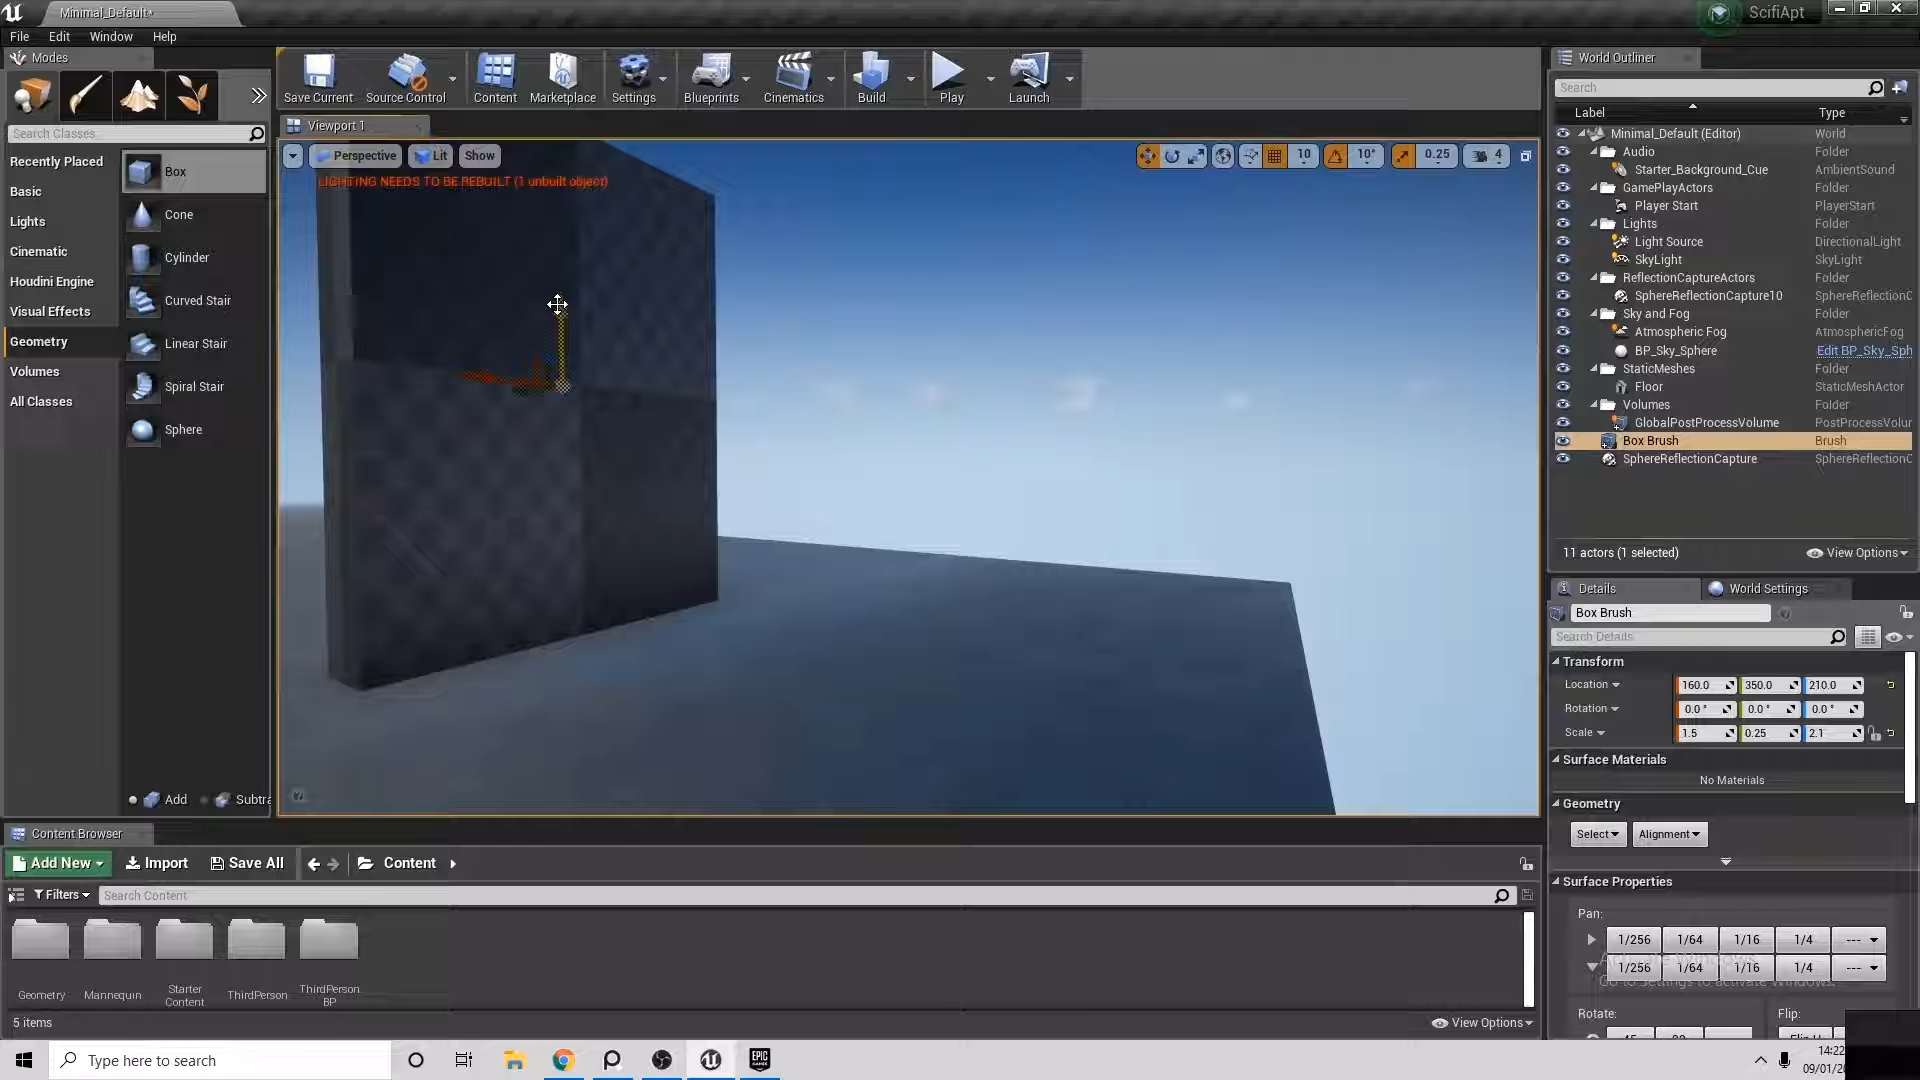 Minimal_Default*
ScifiApt
File Edit Window Help
Modes
Save Current Source Control Content Marketplace Settings Blueprints Cinematics Build Play Launch
Search Classes
Recently Placed
Basic
Lights
Cinematic
Houdini Engine
Visual Effects
Geometry
Volumes
All Classes
Box
Cone
Cylinder
Curved Stair
Linear Stair
Spiral Stair
Sphere
Add Subtra
Viewport 1
Perspective Lit Show
10 10° 0.25 4
LIGHTING NEEDS TO BE REBUILT (1 unbuilt object)
World Outliner
Search
Label Type
Minimal_Default (Editor) World
Audio Folder
Starter_Background_Cue AmbientSound
GamePlayActors Folder
Player Start PlayerStart
Lights Folder
Light Source DirectionalLight
SkyLight SkyLight
ReflectionCaptureActors Folder
SphereReflectionCapture10 SphereReflectionC
Sky and Fog Folder
Atmospheric Fog AtmosphericFog
BP_Sky_Sphere Edit BP_Sky_Sph
StaticMeshes Folder
Floor StaticMeshActor
Volumes Folder
GlobalPostProcessVolume PostProcessVolur
Box Brush Brush
SphereReflectionCapture SphereReflectionC
11 actors (1 selected) View Options
Details World Settings
Box Brush
Search Details
Transform
Location 160.0 350.0 210.0
Rotation 0.0 ° 0.0 ° 0.0 °
Scale 1.5 0.25 2.1
Surface Materials
No Materials
Geometry
Select Alignment
Surface Properties
Pan:
1/256 1/64 1/16 1/4 ---
1/256 1/64 1/16 1/4 ---
Go to Settings to activate Windows.
Rotate: Flip:
Content Browser
Add New Import Save All Content
Filters Search Content
Geometry
Mannequin
Starter Content
ThirdPerson
ThirdPerson BP
5 items View Options
Type here to search
EPIC GAMES
14:22
09/01/20